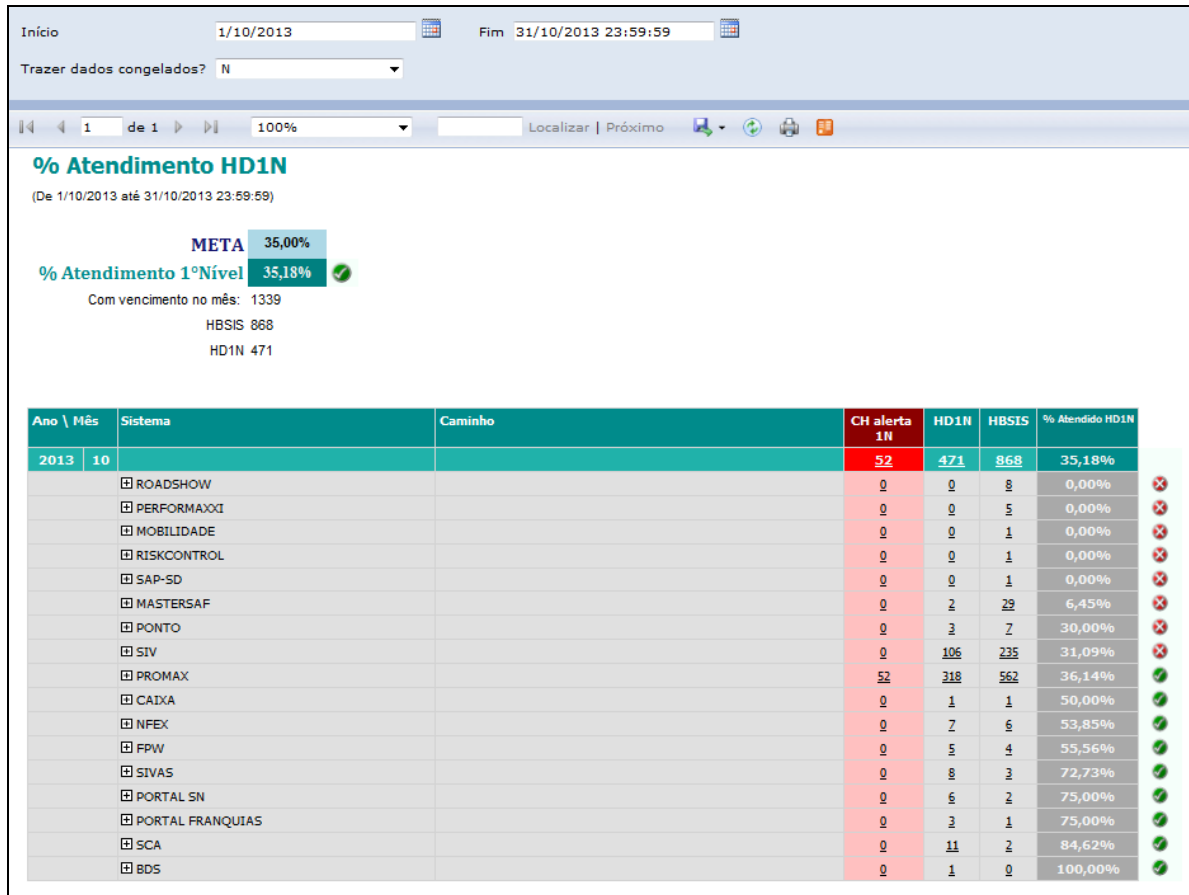 Início 1/10/2013 Fim 31/10/2013 23:59:59
Trazer dados congelados? N
1 de 1 100% Localizar | Próximo
% Atendimento HD1N
(De 1/10/2013 até 31/10/2013 23:59:59)
META 35,00%
% Atendimento 1°Nível 35,18%
Com vencimento no mês: 1339
HBSIS 868
HD1N 471
Ano \ Mês Sistema Caminho CH alerta 1N HD1N HBSIS % Atendido HD1N
2013 10 52 471 868 35,18%
ROADSHOW 0 0 8 0,00%
PERFORMAXXI 0 0 5 0,00%
MOBILIDADE 0 0 1 0,00%
RISKCONTROL 0 0 1 0,00%
SAP-SD 0 0 1 0,00%
MASTERSAF 0 2 29 6,45%
PONTO 0 3 7 30,00%
SIV 0 106 235 31,09%
PROMAX 52 318 562 36,14%
CAIXA 0 1 1 50,00%
NFEX 0 7 6 53,85%
FPW 0 5 4 55,56%
SIVAS 0 8 3 72,73%
PORTAL SN 0 6 2 75,00%
PORTAL FRANQUIAS 0 3 1 75,00%
SCA 0 11 2 84,62%
BDS 0 1 0 100,00%